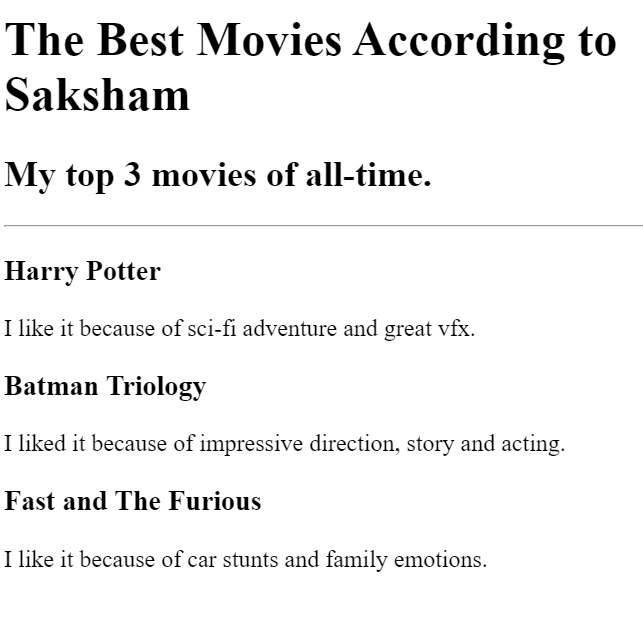 The Best Movies According to
Saksham
My top 3 movies of all-time.
Harry Potter
I like it because of sci-fi adventure and great vfx.
Batman Triology
I liked it because of impressive direction, story and acting.
Fast and The Furious
I like it because of car stunts and family emotions.